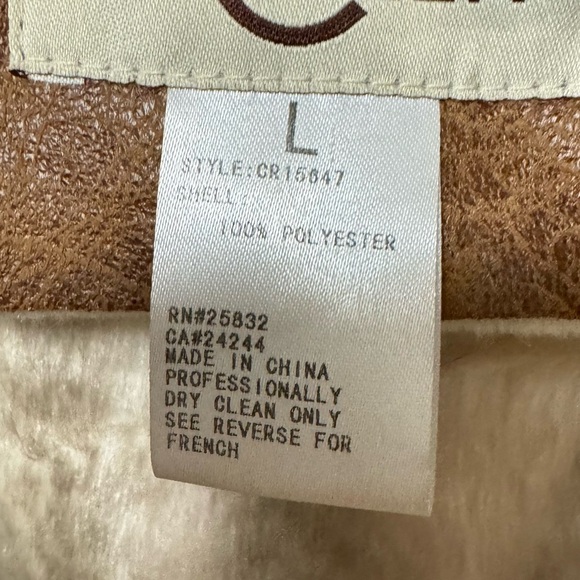 L
STYLE:CR15647
SHELL:
100% POLYESTER
RN#25832
CA#24244
MADE IN CHINA
PROFESSIONALLY
DRY CLEAN ONLY
SEE REVERSE FOR
FRENCH